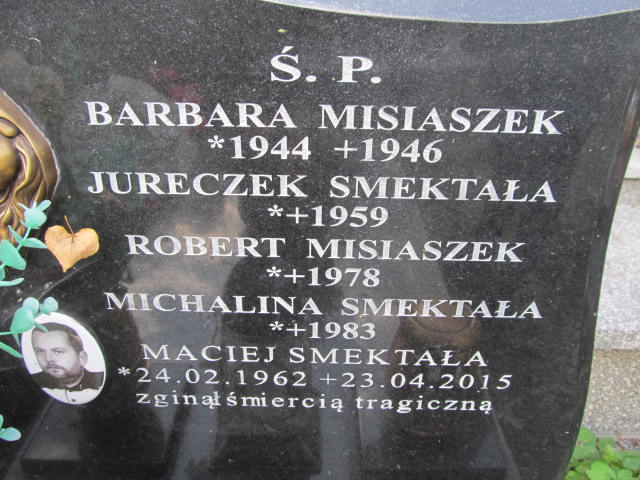 Ś. P.
BARBARA MISIASZEK
*1944 +1946
JURECZEK SMEKTAŁA
*+1959
ROBERT MISIASZEK
*+1978
MICHALINA SMEKTAŁA
*+1983
MACIEJ SMEKTAŁA
*24.02.1962 +23.04.2015
zginął śmiercią tragiczną